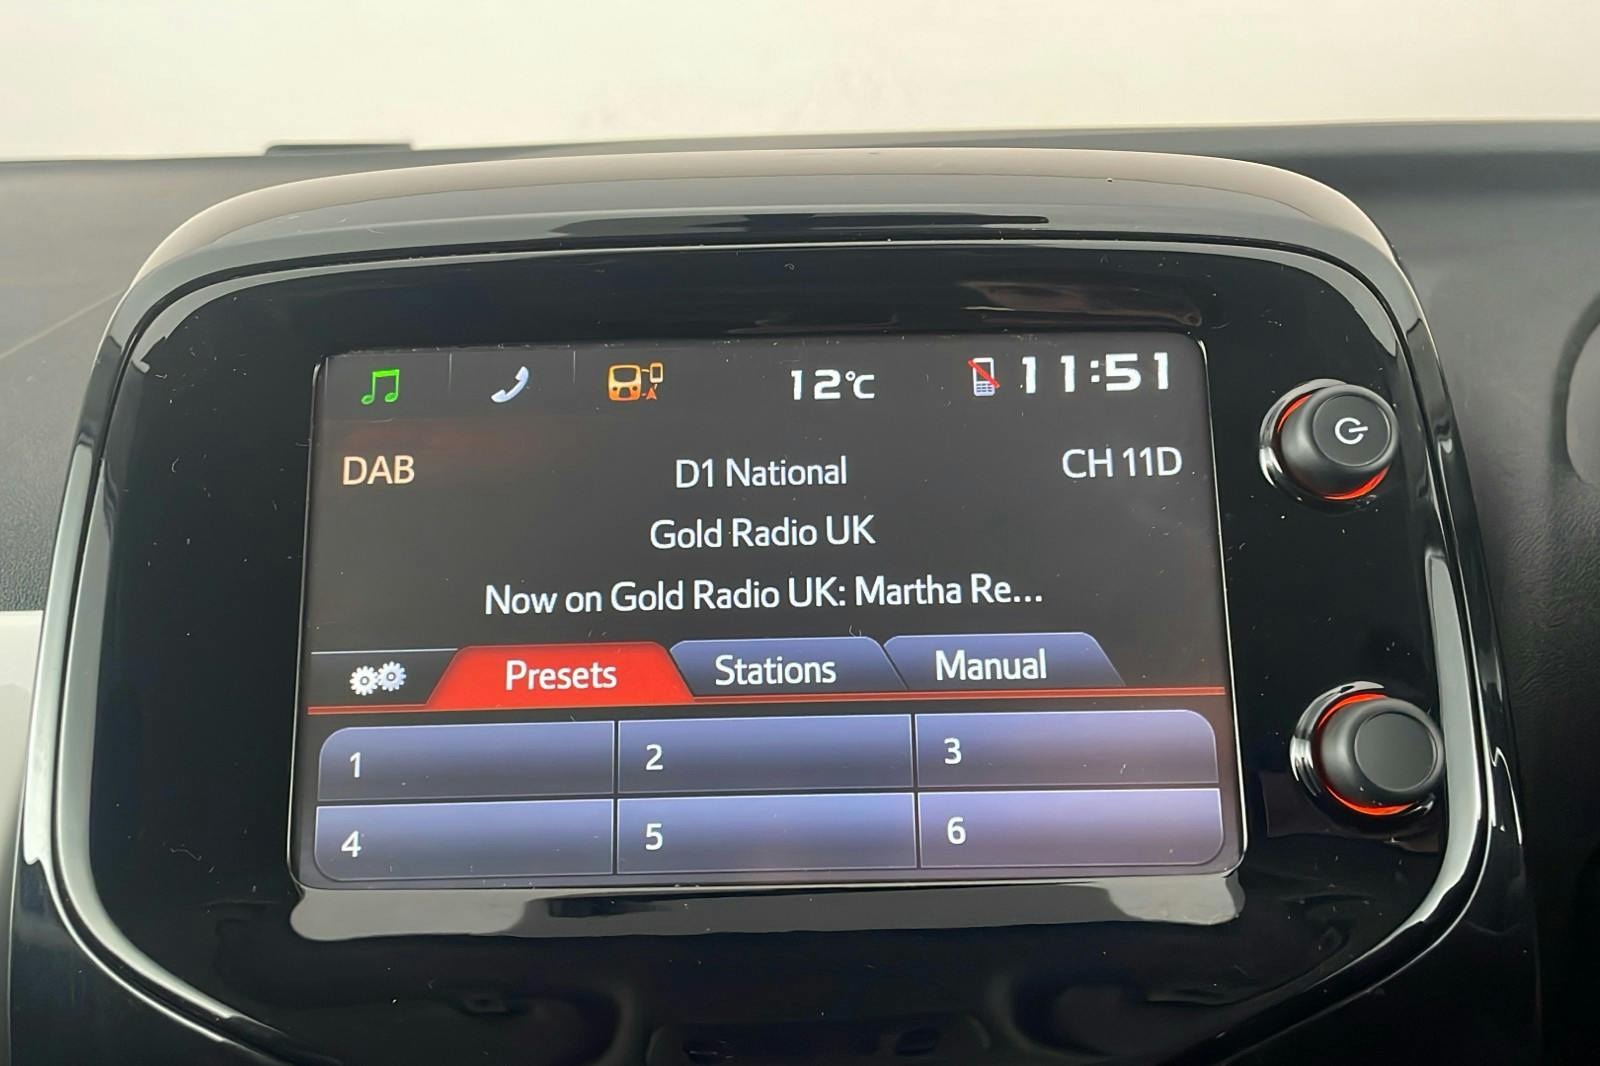 12°C 11:51
DAB D1 National CH 11D
Gold Radio UK
Now on Gold Radio UK: Martha Re...
Presets Stations Manual
1 2 3
4 5 6